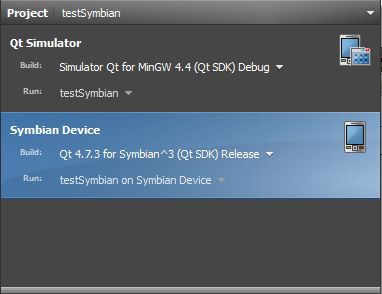 Project testSymbian
Qt Simulator
Build: Simulator Qt for MinGW 4.4 (Qt SDK) Debug
Run: testSymbian
Symbian Device
Build: Qt 4.7.3 for Symbian^3 (Qt SDK) Release
Run: testSymbian on Symbian Device